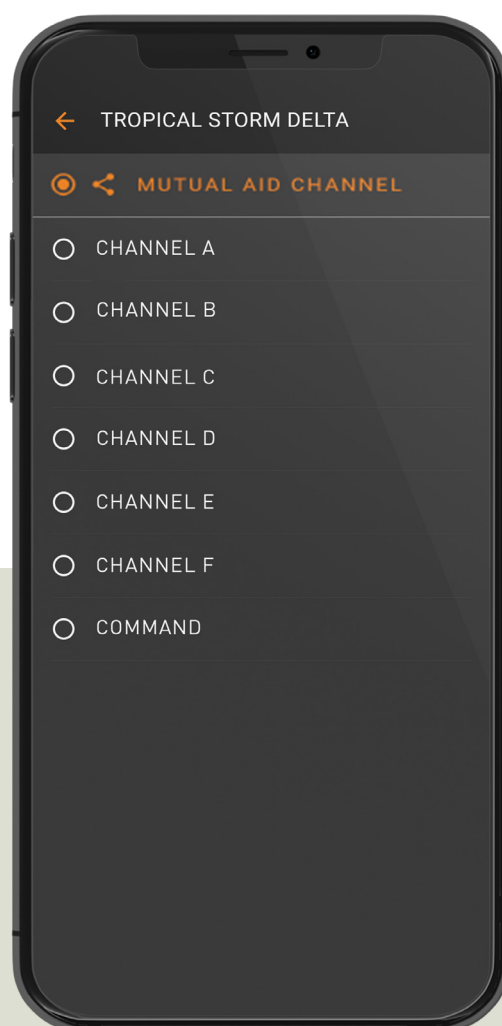 TROPICAL STORM DELTA
MUTUAL AID CHANNEL
CHANNEL A
CHANNEL B
CHANNEL C
CHANNEL D
CHANNEL E
CHANNEL F
COMMAND